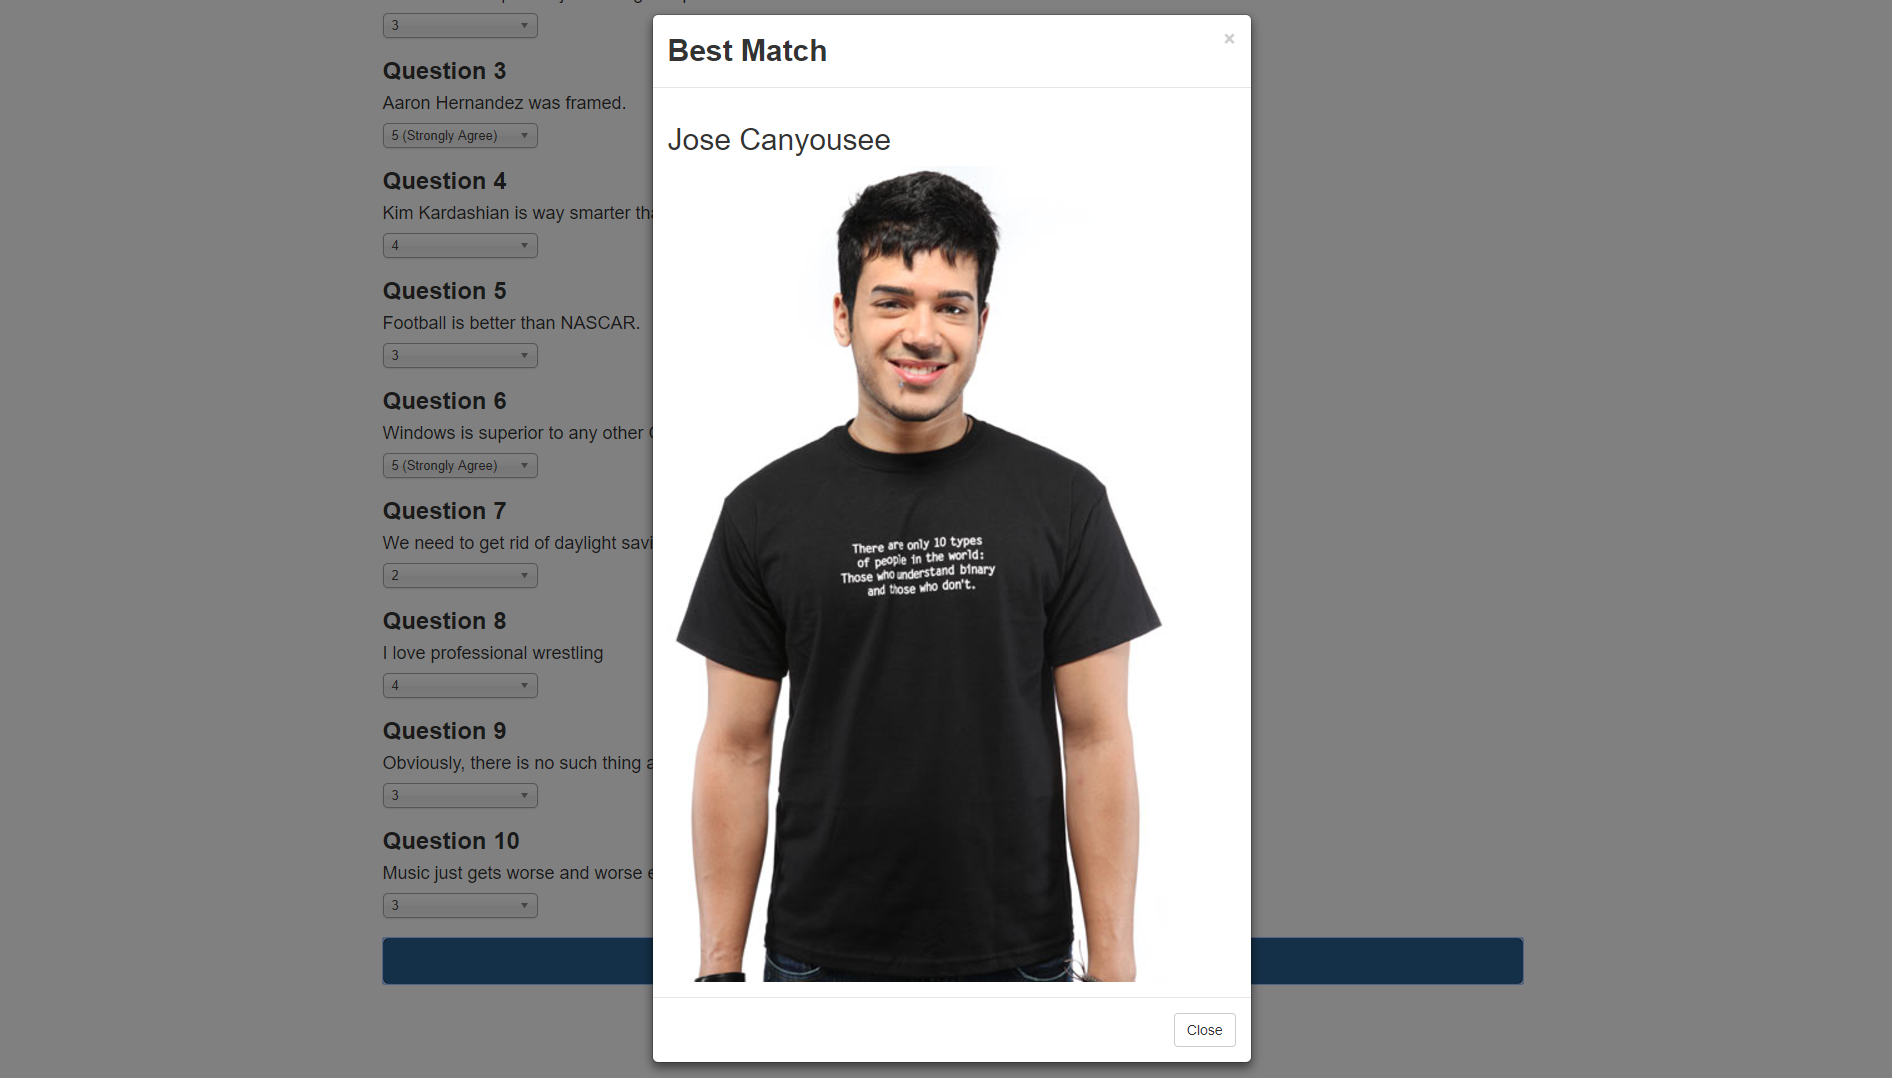 3
Question 3
Aaron Hernandez was framed.
5 (Strongly Agree)
Question 4
Kim Kardashian is way smarter
4
Question 5
Football is better than NASCAR.
3
Question 6
Windows is superior to any other
5 (Strongly Agree)
Question 7
We need to get rid of daylight
2
Question 8
I love professional wrestling
4
Question 9
Obviously, there is no such thing
3
Question 10
Music just gets worse and worse
3
Best Match
×
Jose Canyousee
There are only 10 types
of people in the world:
Those who understand binary
and those who don't.
Close